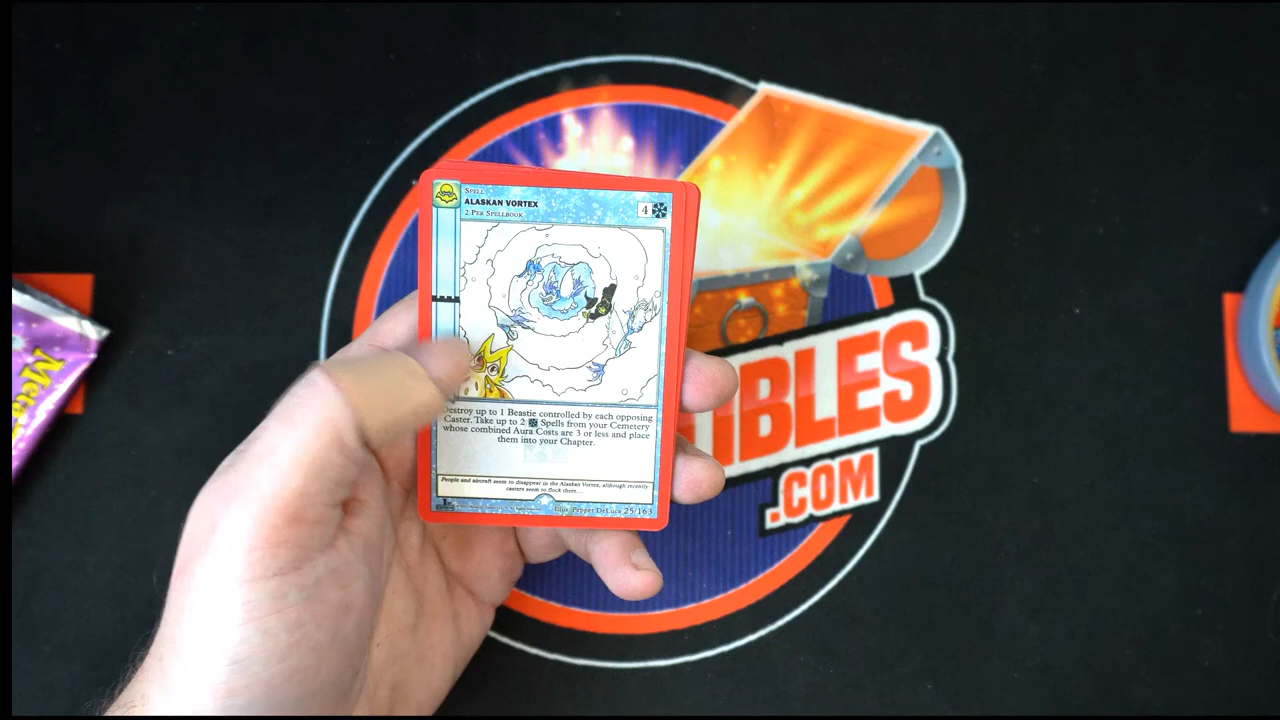 SPELL
ALASKAN VORTEX
2 PER SPELLBOOK
4
Destroy up to 1 Beastie controlled by each opposing
Caster. Take up to 2 Spells from your Cemetery
whose combined Aura Costs are 3 or less and place
them into your Chapter.
People and aircraft seem to disappear in the Alaskan Vortex, although recently
casters seem to flock there...
Illus. Pepper DeLuca 25/163
IBLES
.COM
Meta